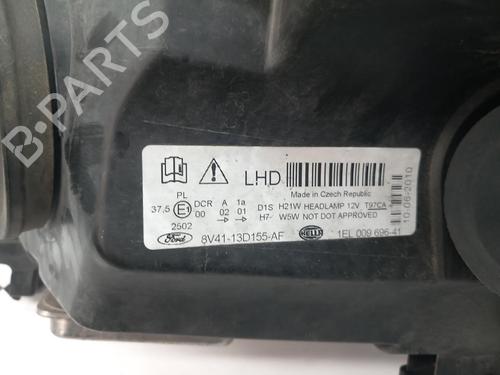 B-PARTS
LHD
Made in Czech Republic
PL
37,5 E1 DCR A 1a D1S H21W HEADLAMP 12V T97CA
00 02 01 H7 W5W NOT DOT APPROVED
2502
10-06-2010
Ford 8V41-13D155-AF HELLA 1EL 009 696-41